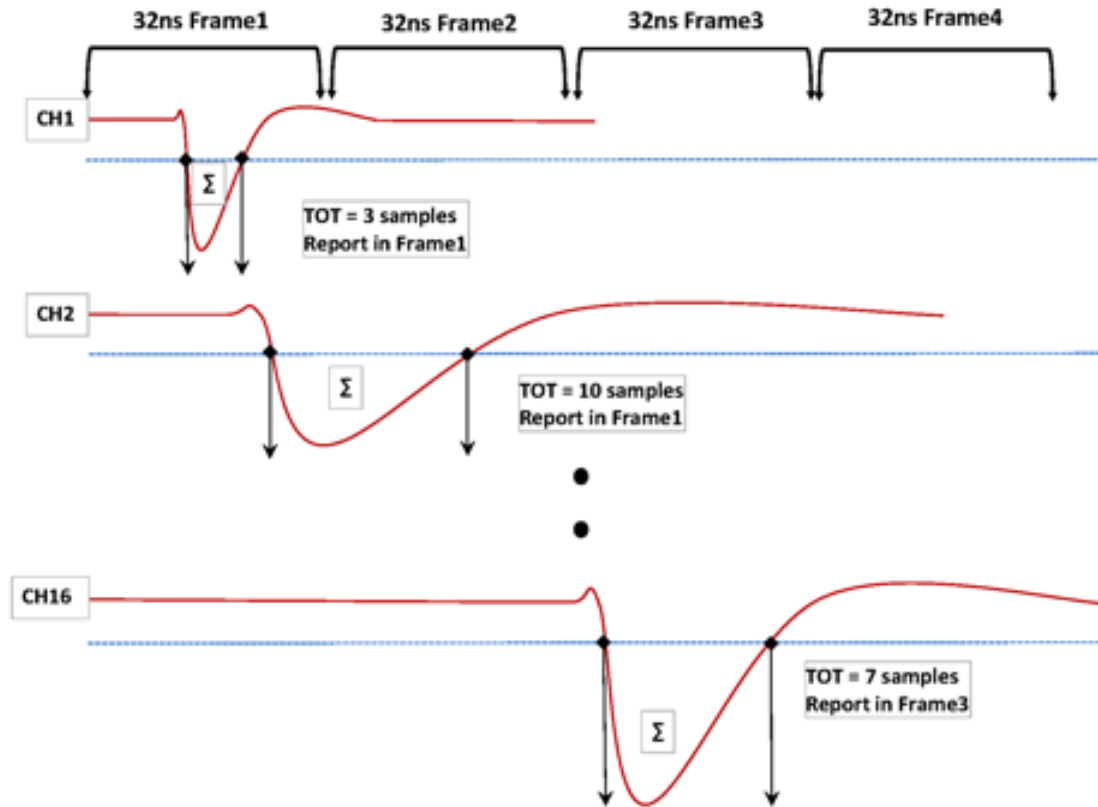 32ns Frame1
32ns Frame2
32ns Frame3
32ns Frame4
CH1
Σ
TOT = 3 samples
Report in Frame1
CH2
Σ
TOT = 10 samples
Report in Frame1
CH16
TOT = 7 samples
Report in Frame3
Σ